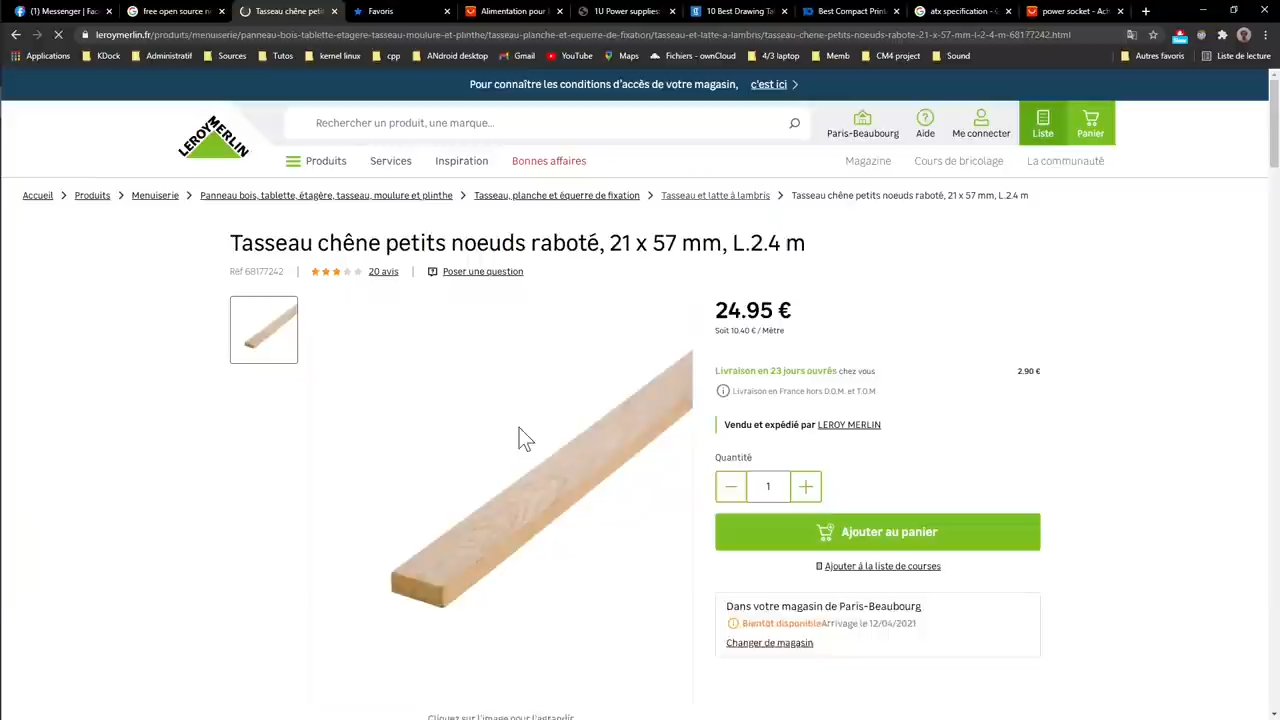 (1) Messenger | Fac
FOREO NEW
Tasseau chêne petit
Favoris
Alimentation pour
1U Power supplies
10 Best Drawing Ta
Best Compact Print
atx specification - G
power socket - Ach
leroymerlin.fr/produits/menuiserie/panneau-bois-tablette-etagere-tasseau-moulure-et-plinthe/tasseau-planche-et-equerre-de-fixation/tasseau-et-latte-a-lambris/tasseau-chene-petits-noeuds-rabote-21-x-57-mm-l-2-4-m-68177242.html
Applications
KDock
Administratif
Sources
Tutos
kernel linux
cpp
ANdroid dev
Gmail
YouTube
Maps
Fichiers - ownCloud
4/3 laptop
Memb
CM4 project
Sound
Autres favoris
Liste de lecture
Pour connaître les conditions d'accès de votre magasin, c'est ici
LEROY MERLIN
Rechercher un produit, une marque...
Paris-Beaubourg
Aide
Me connecter
Liste
Panier
Produits
Services
Inspiration
Bonnes affaires
Magazine
Cours de bricolage
La communauté
Accueil > Produits > Menuiserie > Panneau bois, tablette, étagère, tasseau, moulure et plinthe > Tasseau, planche et équerre de fixation > Tasseau et latte à lambris > Tasseau chêne petits noeuds raboté, 21 x 57 mm, L.2.4 m
Tasseau chêne petits noeuds raboté, 21 x 57 mm, L.2.4 m
Réf 68177242 | 20 avis | Poser une question
24.95 €
Soit 10.40 € / Mètre
Livraison en 23 jours ouvrés chez vous 2.90 €
Livraison en France hors D.O.M. et T.O.M
Vendu et expédié par LEROY MERLIN
Quantité
1
Ajouter au panier
Ajouter à la liste de courses
Dans votre magasin de Paris-Beaubourg
Bientôt disponibleArrivage le 12/04/2021
Changer de magasin
Cliquez sur l'image pour l'agrandir